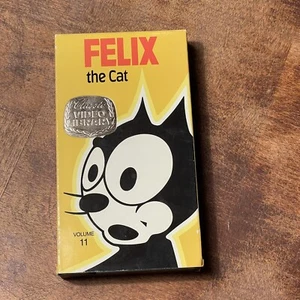 FELIX
the Cat
Classic
VIDEO
LIBRARY
VOLUME
11